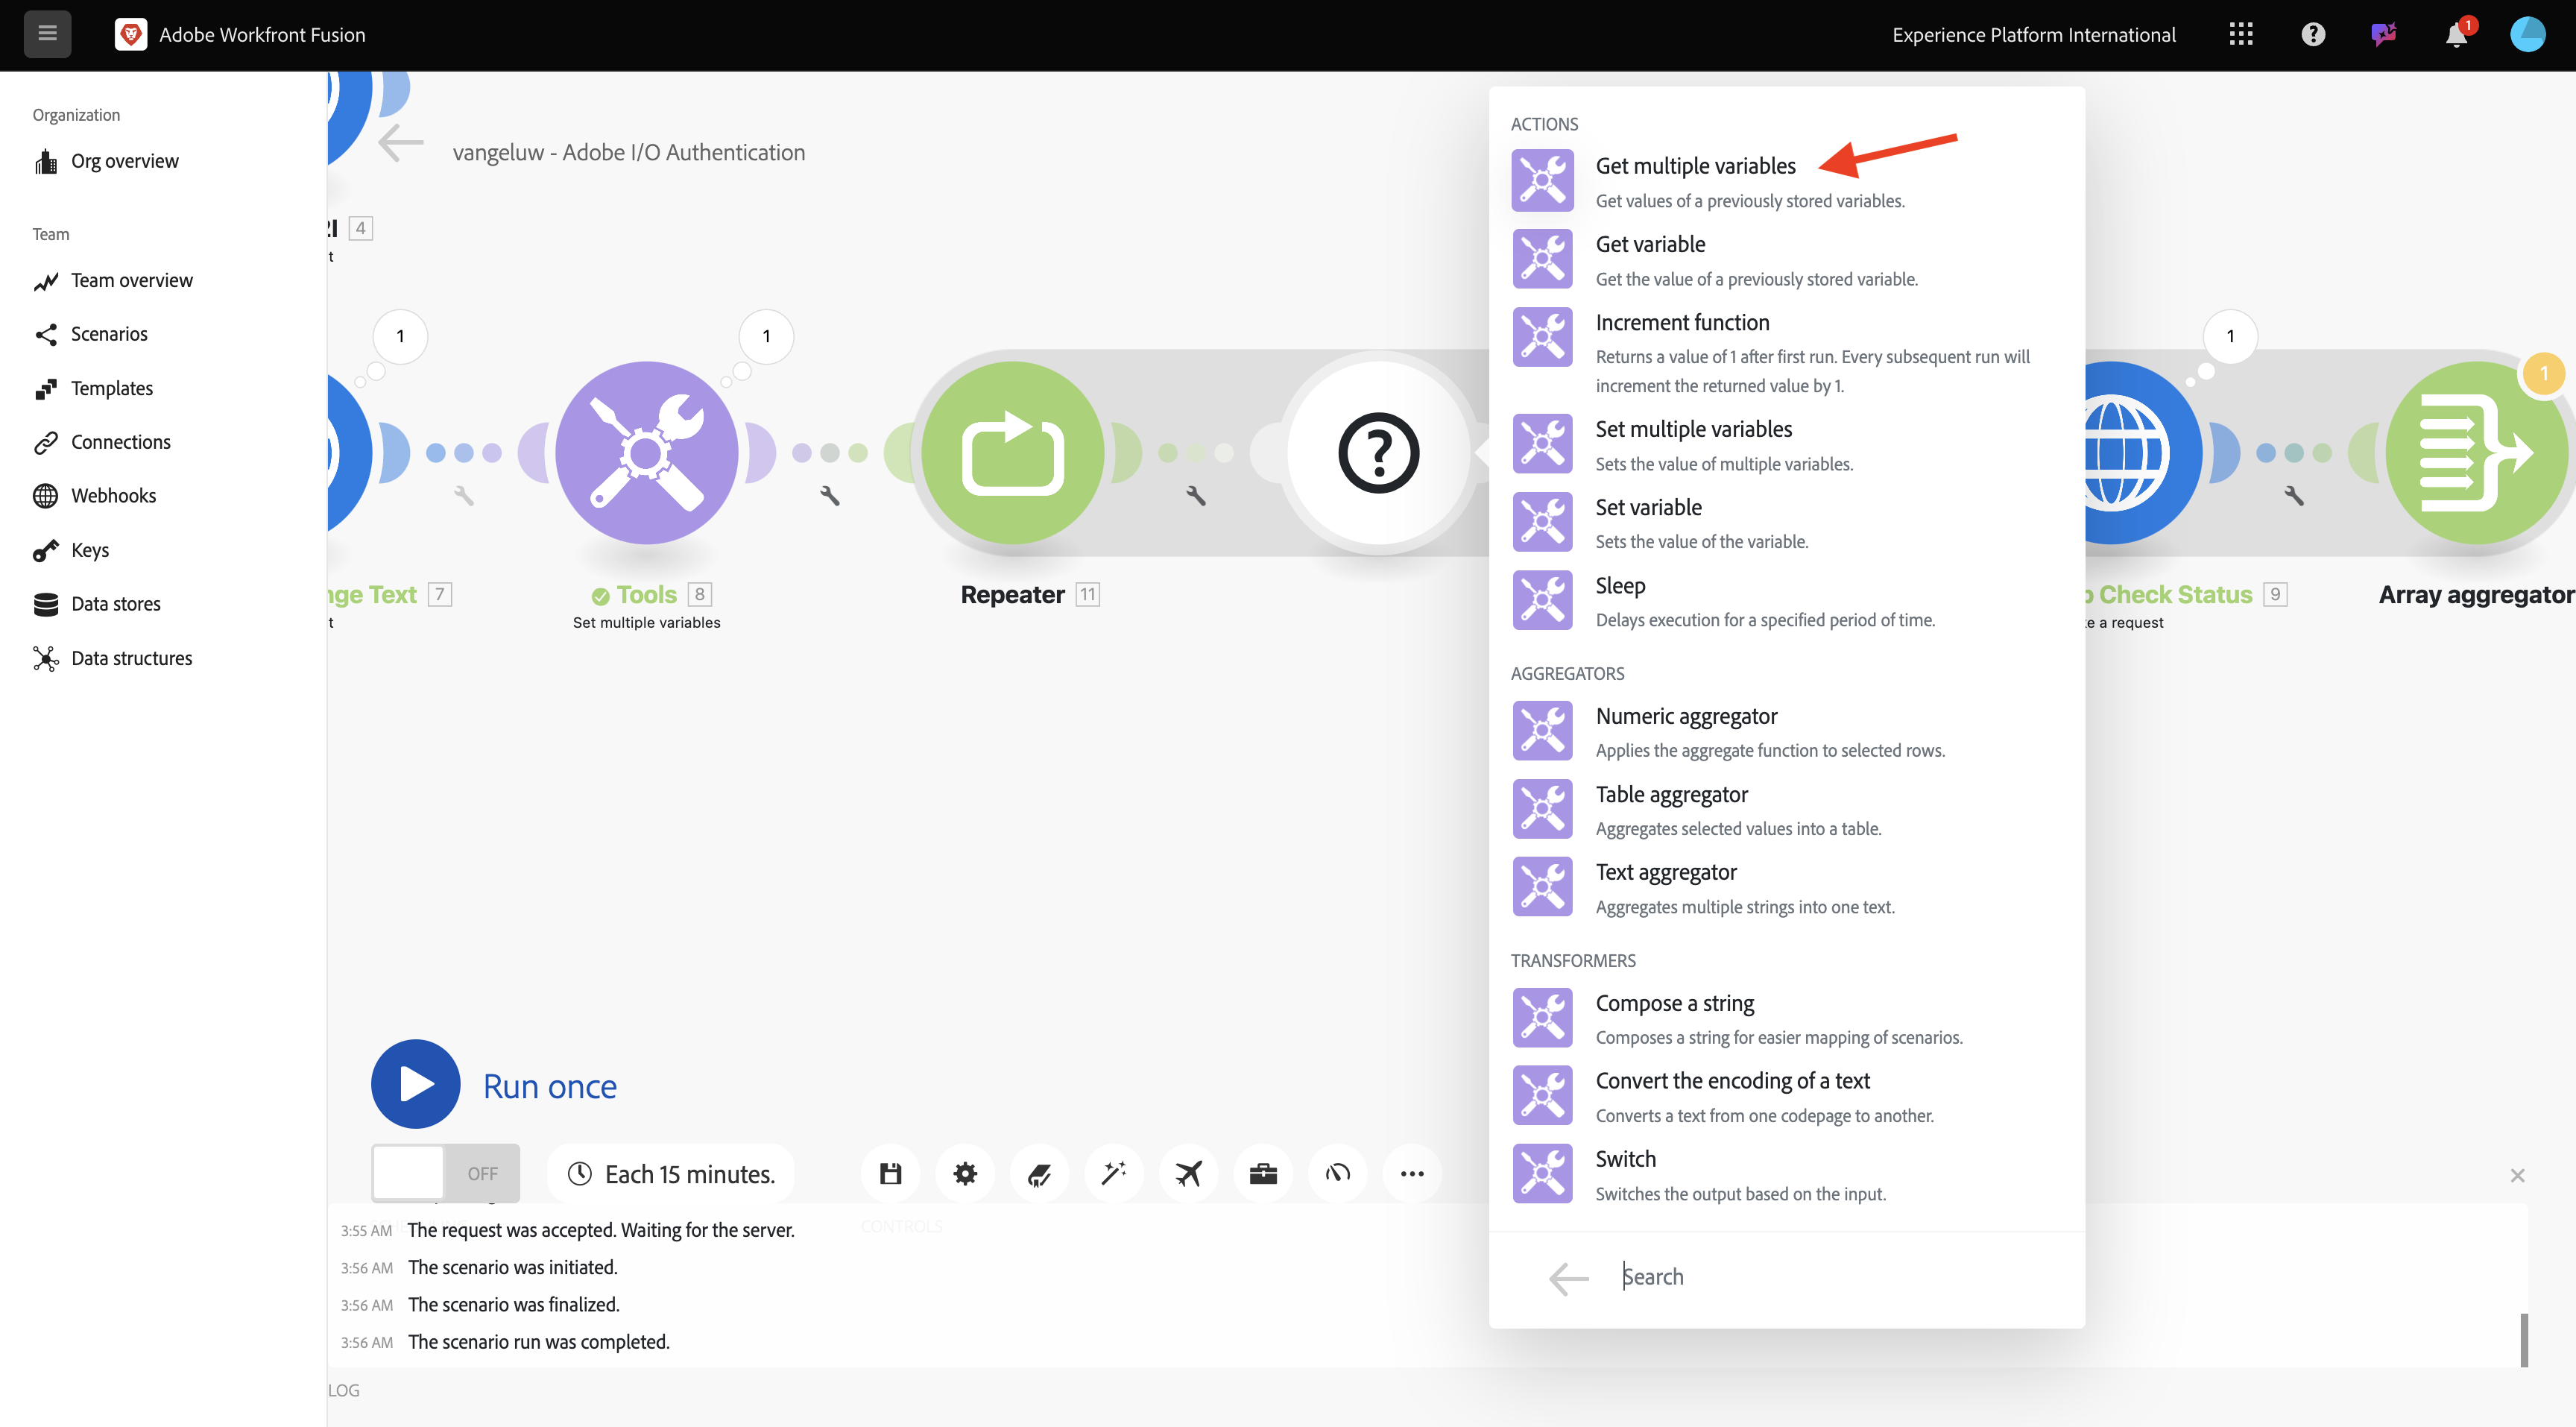 Adobe Workfront Fusion
Experience Platform International
1
Organization
Org overview
Team
Team overview
Scenarios
Templates
Connections
Webhooks
Keys
Data stores
Data structures
vangeluw - Adobe I/O Authentication
4
t
1
1
1
1
nge Text 7
t
Tools 8
Set multiple variables
Repeater 11
?
Check Status 9
e a request
Array aggregator
ACTIONS
Get multiple variables
Get values of a previously stored variables.
Get variable
Get the value of a previously stored variable.
Increment function
Returns a value of 1 after first run. Every subsequent run will
increment the returned value by 1.
Set multiple variables
Sets the value of multiple variables.
Set variable
Sets the value of the variable.
Sleep
Delays execution for a specified period of time.
AGGREGATORS
Numeric aggregator
Applies the aggregate function to selected rows.
Table aggregator
Aggregates selected values into a table.
Text aggregator
Aggregates multiple strings into one text.
TRANSFORMERS
Compose a string
Composes a string for easier mapping of scenarios.
Convert the encoding of a text
Converts a text from one codepage to another.
Switch
Switches the output based on the input.
Search
Run once
OFF
Each 15 minutes.
CONTROLS
3:55 AM The request was accepted. Waiting for the server.
3:56 AM The scenario was initiated.
3:56 AM The scenario was finalized.
3:56 AM The scenario run was completed.
LOG